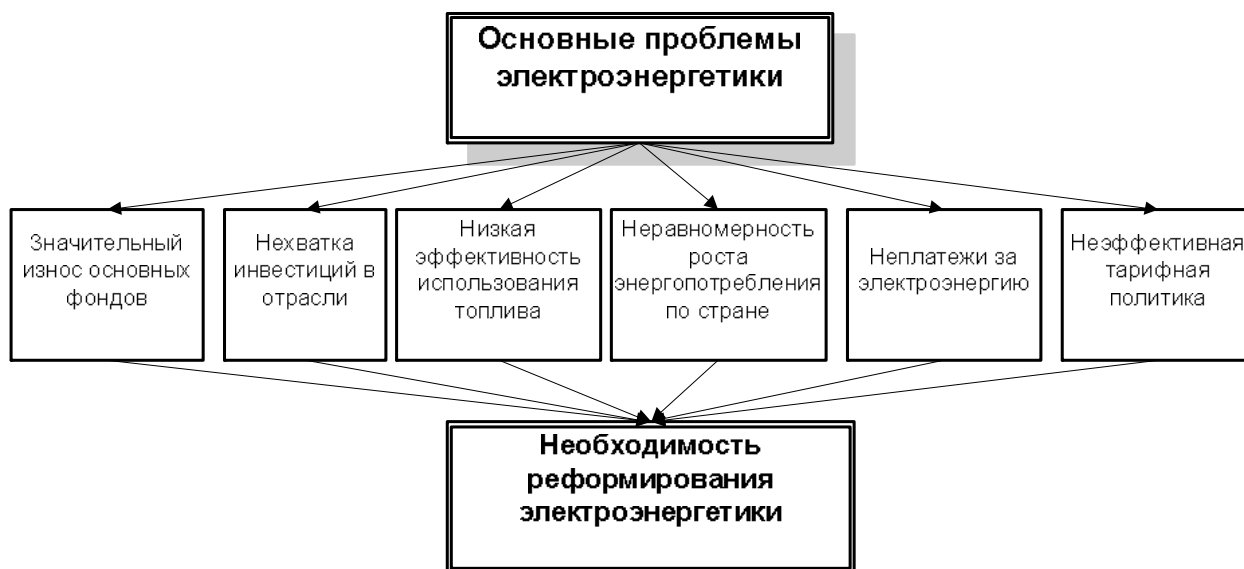 Основные проблемы
электроэнергетики
Значительный
износ основных
фондов
Нехватка
инвестиций в
отрасли
Низкая
эффективность
использования
топлива
Неравномерность
роста
энергопотребления
по стране
Неплатежи за
электроэнергию
Неэффективная
тарифная
политика
Необходимость
реформирования
электроэнергетики